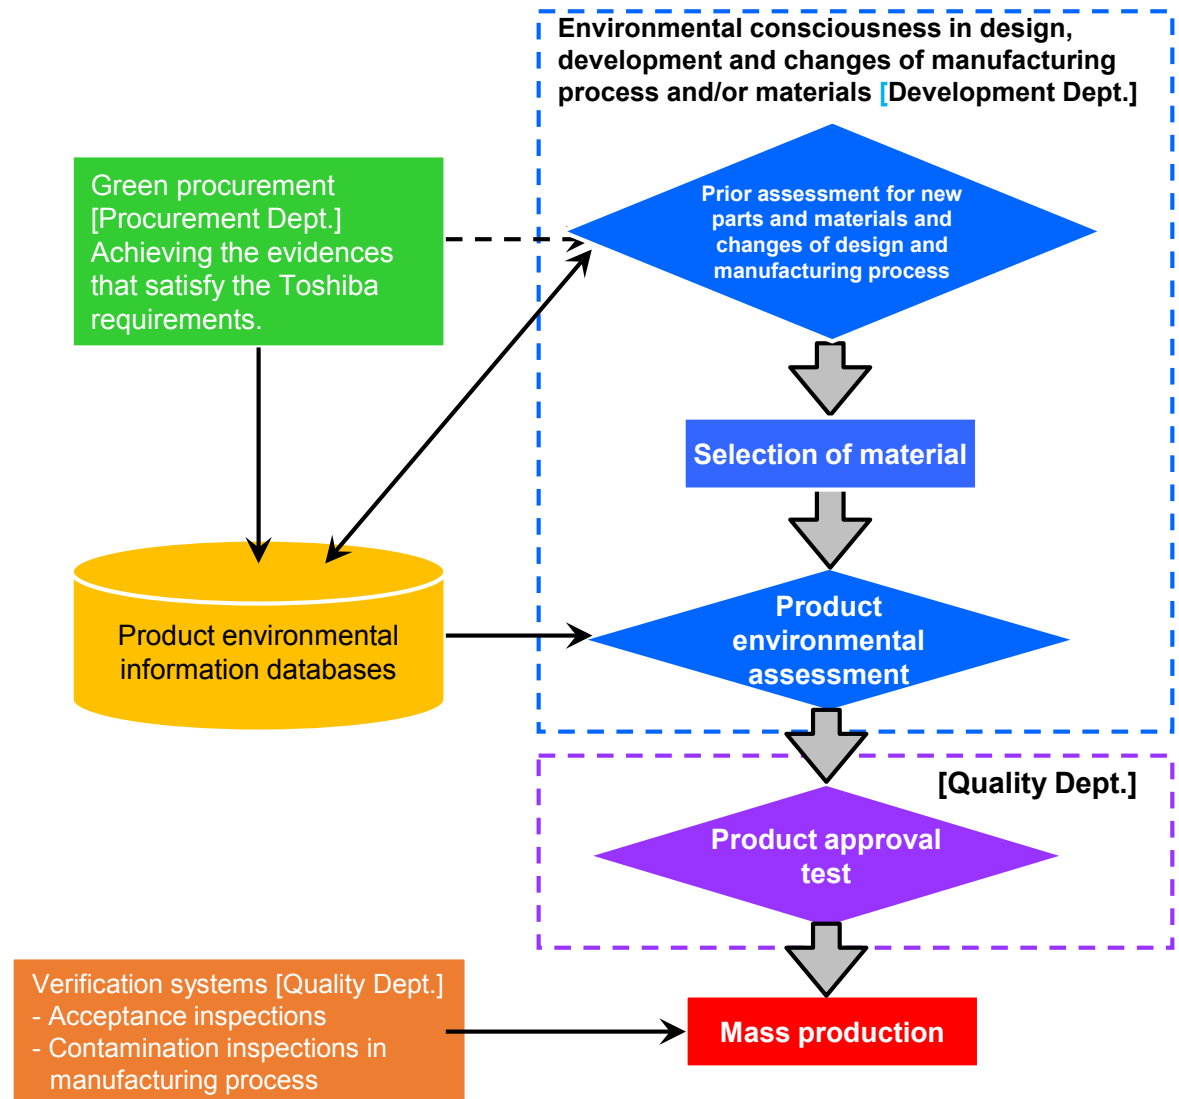 Environmental consciousness in design,
development and changes of manufacturing
process and/or materials [Development Dept.]
Green procurement
[Procurement Dept.]
Achieving the evidences
that satisfy the Toshiba
requirements.
Prior assessment for new
parts and materials and
changes of design and
manufacturing process
Selection of material
Product environmental
information databases
Product
environmental
assessment
[Quality Dept.]
Product approval
test
Verification systems [Quality Dept.]
- Acceptance inspections
- Contamination inspections in
manufacturing process
Mass production